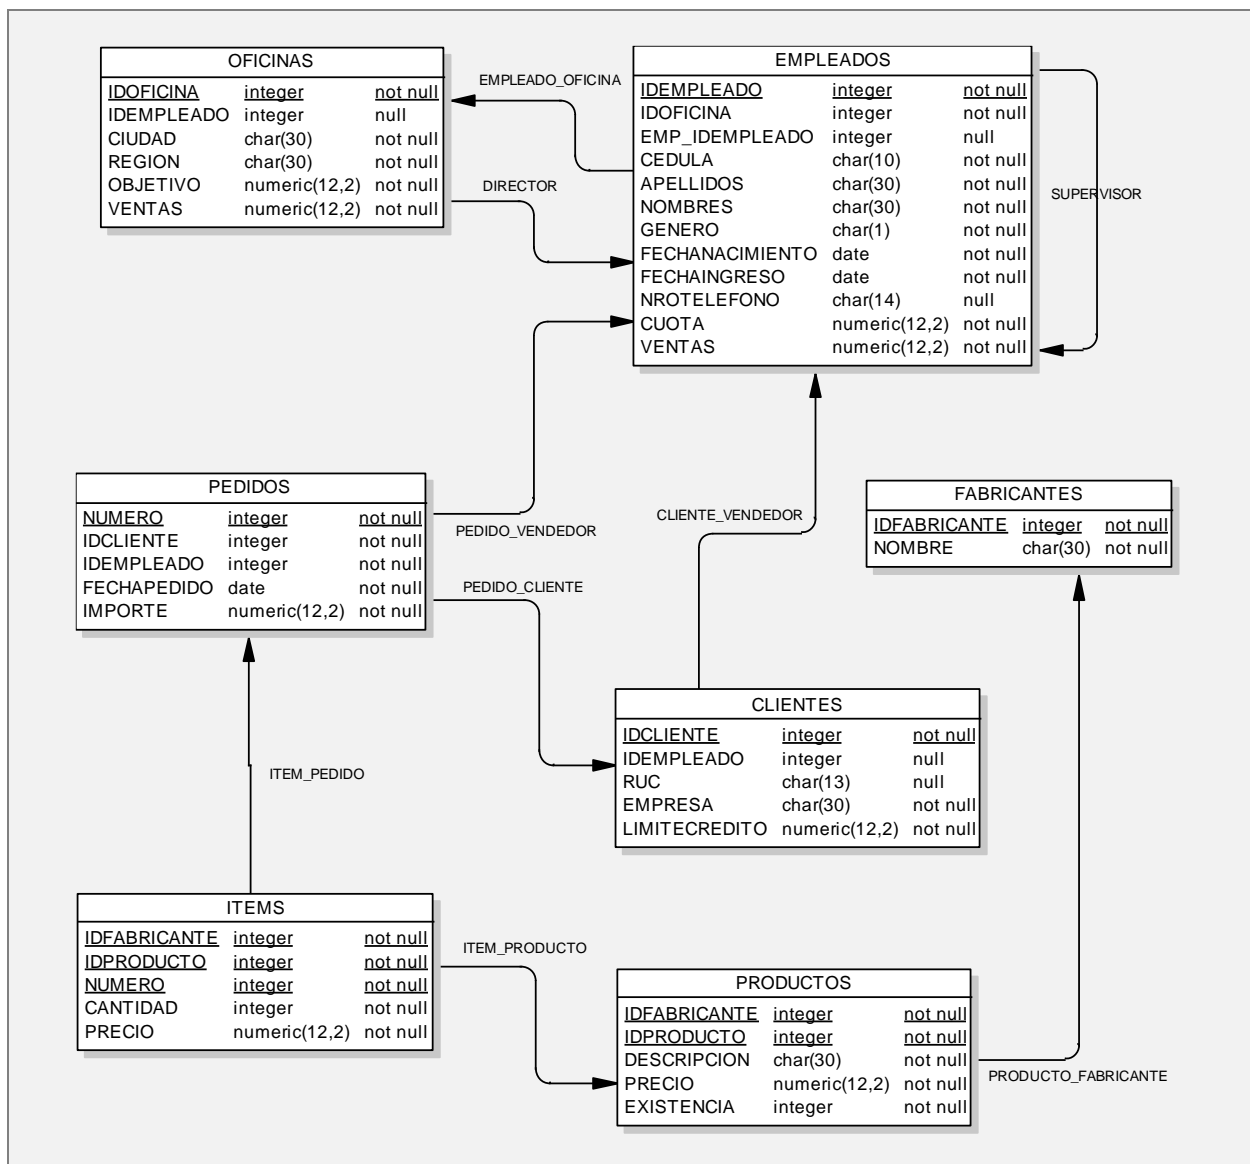 OFICINAS
IDOFICINA integer not null
IDEMPLEADO integer null
CIUDAD char(30) not null
REGION char(30) not null
OBJETIVO numeric(12,2) not null
VENTAS numeric(12,2) not null
EMPLEADO_OFICINA
DIRECTOR
EMPLEADOS
IDEMPLEADO integer not null
IDOFICINA integer not null
EMP_IDEMPLEADO integer null
CEDULA char(10) not null
APELLIDOS char(30) not null
NOMBRES char(30) not null
GENERO char(1) not null
FECHANACIMIENTO date not null
FECHAINGRESO date not null
NROTELEFONO char(14) null
CUOTA numeric(12,2) not null
VENTAS numeric(12,2) not null
SUPERVISOR
PEDIDOS
NUMERO integer not null
IDCLIENTE integer not null
IDEMPLEADO integer not null
FECHAPEDIDO date not null
IMPORTE numeric(12,2) not null
PEDIDO_VENDEDOR
PEDIDO_CLIENTE
CLIENTE_VENDEDOR
FABRICANTES
IDFABRICANTE integer not null
NOMBRE char(30) not null
CLIENTES
IDCLIENTE integer not null
IDEMPLEADO integer null
RUC char(13) null
EMPRESA char(30) not null
LIMITECREDITO numeric(12,2) not null
ITEM_PEDIDO
ITEMS
IDFABRICANTE integer not null
IDPRODUCTO integer not null
NUMERO integer not null
CANTIDAD integer not null
PRECIO numeric(12,2) not null
ITEM_PRODUCTO
PRODUCTOS
IDFABRICANTE integer not null
IDPRODUCTO integer not null
DESCRIPCION char(30) not null
PRECIO numeric(12,2) not null
EXISTENCIA integer not null
PRODUCTO_FABRICANTE